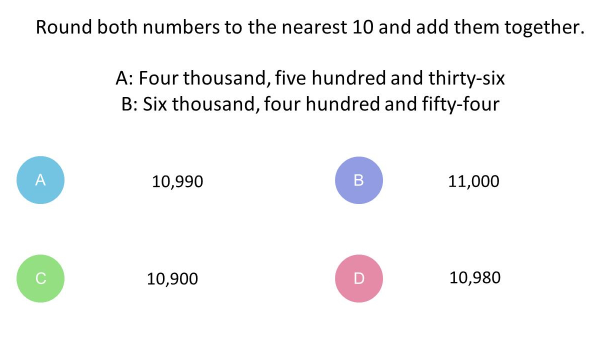 Round both numbers to the nearest 10 and add them together.
A: Four thousand, five hundred and thirty-six
B: Six thousand, four hundred and fifty-four
A 10,990 B 11,000
C 10,900 D 10,980